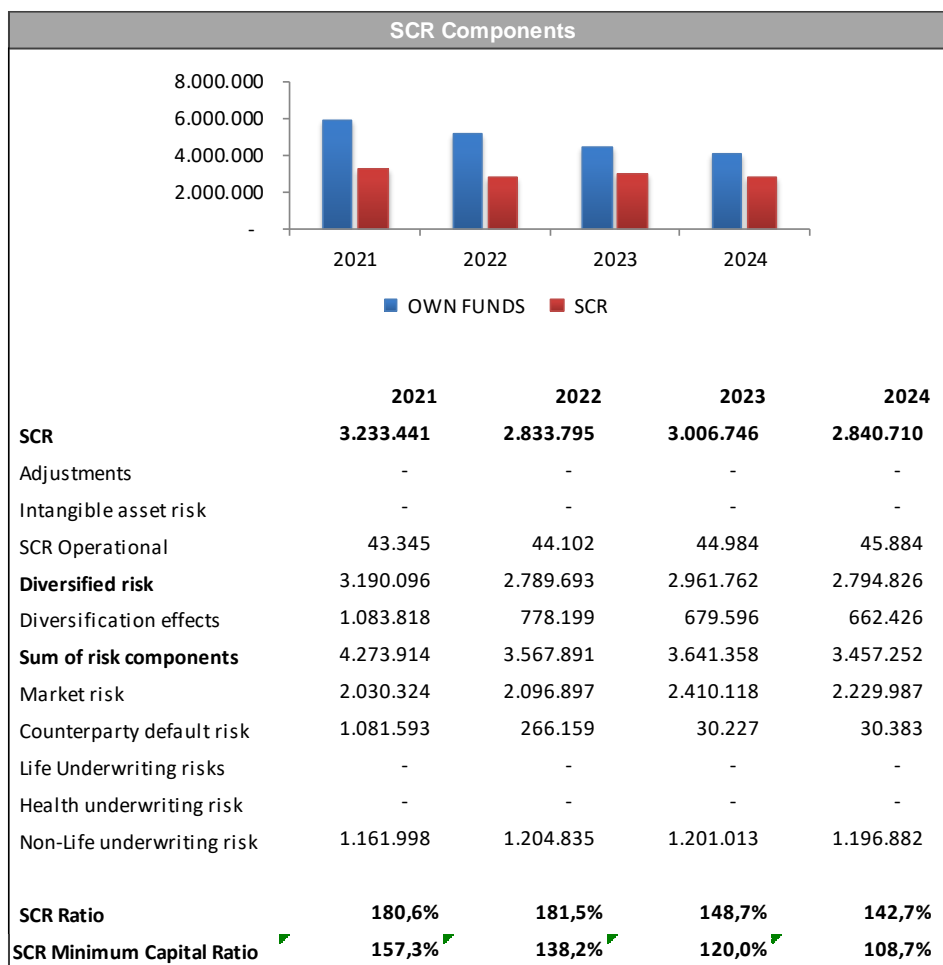 SCR Components
8.000.000
6.000.000
4.000.000
2.000.000
-
2021 2022 2023 2024
OWN FUNDS SCR
2021 2022 2023 2024
SCR 3.233.441 2.833.795 3.006.746 2.840.710
Adjustments - - - -
Intangible asset risk - - - -
SCR Operational 43.345 44.102 44.984 45.884
Diversified risk 3.190.096 2.789.693 2.961.762 2.794.826
Diversification effects 1.083.818 778.199 679.596 662.426
Sum of risk components 4.273.914 3.567.891 3.641.358 3.457.252
Market risk 2.030.324 2.096.897 2.410.118 2.229.987
Counterparty default risk 1.081.593 266.159 30.227 30.383
Life Underwriting risks - - - -
Health underwriting risk - - - -
Non-Life underwriting risk 1.161.998 1.204.835 1.201.013 1.196.882
SCR Ratio 180,6% 181,5% 148,7% 142,7%
SCR Minimum Capital Ratio 157,3% 138,2% 120,0% 108,7%